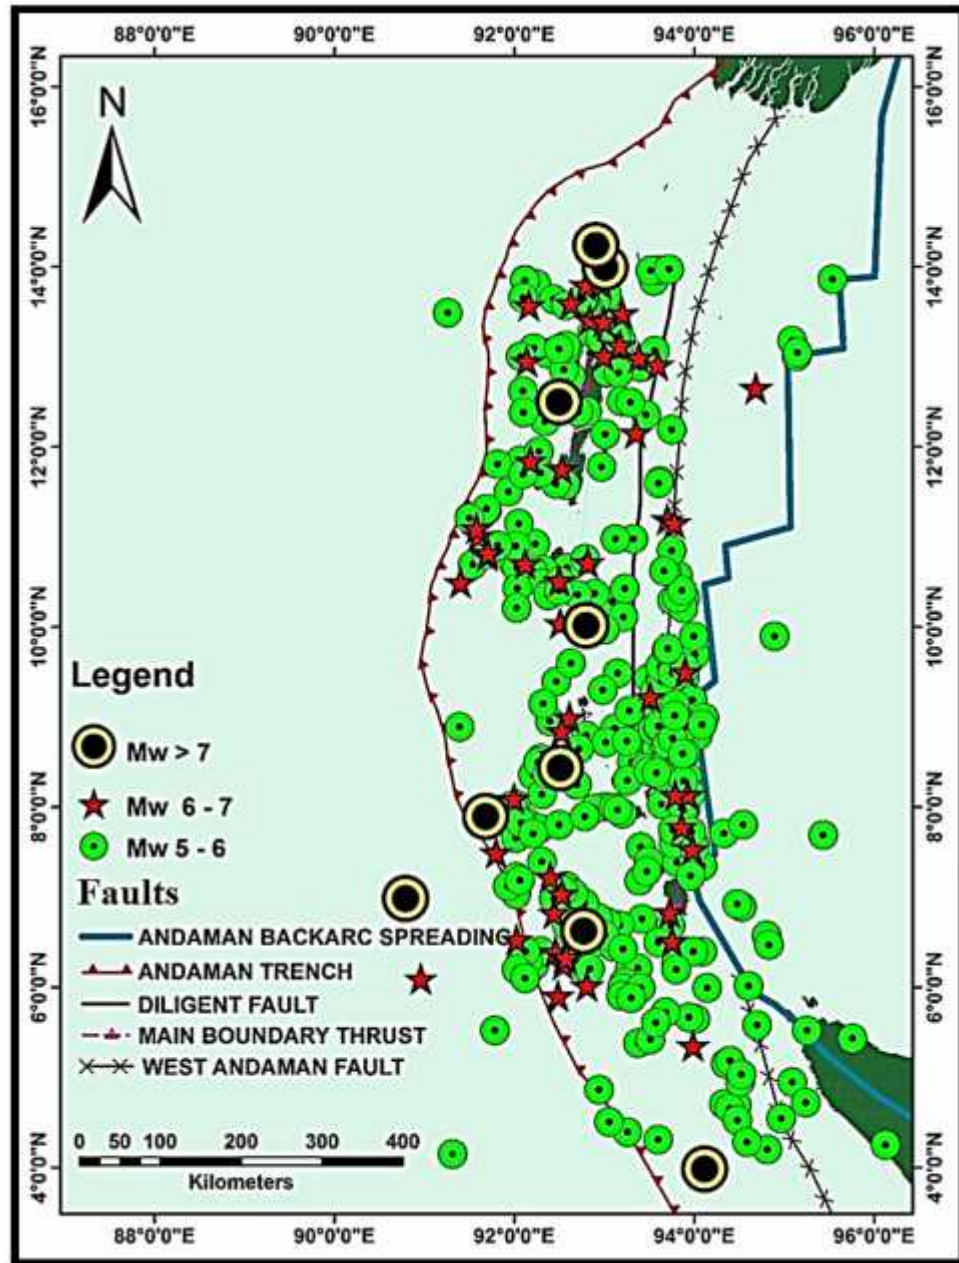 88°0'0"E 90°0'0"E 92°0'0"E 94°0'0"E 96°0'0"E
N
16°0'0"N 16°0'0"N
14°0'0"N 14°0'0"N
12°0'0"N 12°0'0"N
10°0'0"N 10°0'0"N
8°0'0"N 8°0'0"N
6°0'0"N 6°0'0"N
4°0'0"N 4°0'0"N
Legend
Mw > 7
Mw 6 - 7
Mw 5 - 6
Faults
ANDAMAN BACKARC SPREADING
ANDAMAN TRENCH
DILIGENT FAULT
MAIN BOUNDARY THRUST
WEST ANDAMAN FAULT
0 50 100 200 300 400
Kilometers
88°0'0"E 90°0'0"E 92°0'0"E 94°0'0"E 96°0'0"E